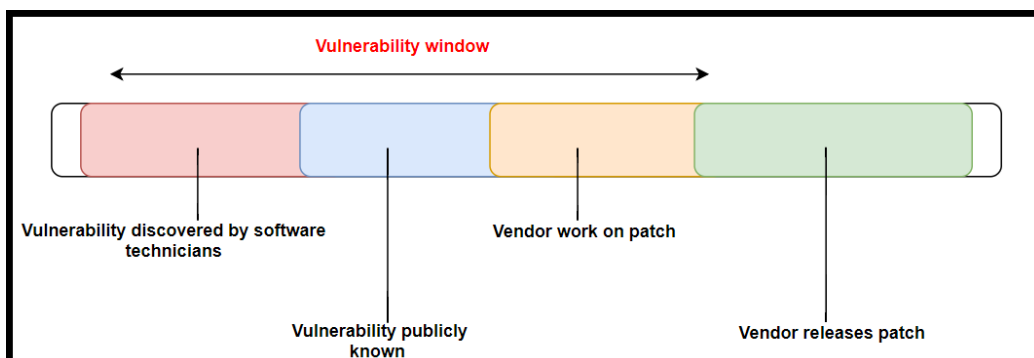 Vulnerability window
Vulnerability discovered by software
technicians
Vendor work on patch
Vulnerability publicly
known
Vendor releases patch